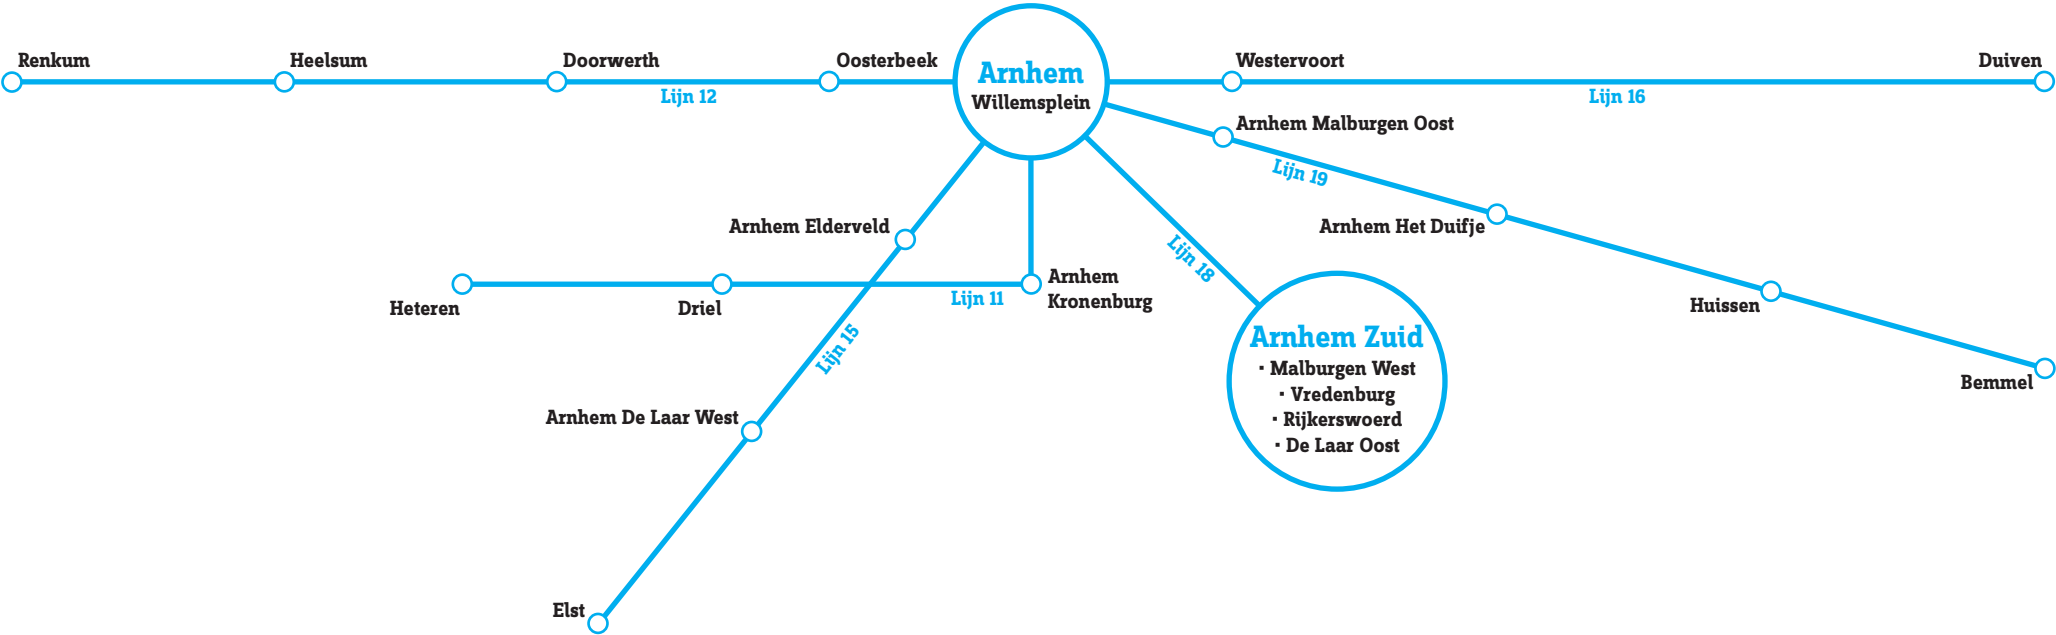 Renkum
Heelsum
Doorwerth
Oosterbeek
Lijn 12
Arnhem
Willemsplein
Westervoort
Duiven
Lijn 16
Arnhem Malburgen Oost
Lijn 19
Arnhem Het Duifje
Huissen
Bemmel
Arnhem Elderveld
Lijn 18
Heteren
Driel
Lijn 11
Arnhem
Kronenburg
Lijn 15
Arnhem De Laar West
Elst
Arnhem Zuid
· Malburgen West
· Vredenburg
· Rijkerswoerd
· De Laar Oost